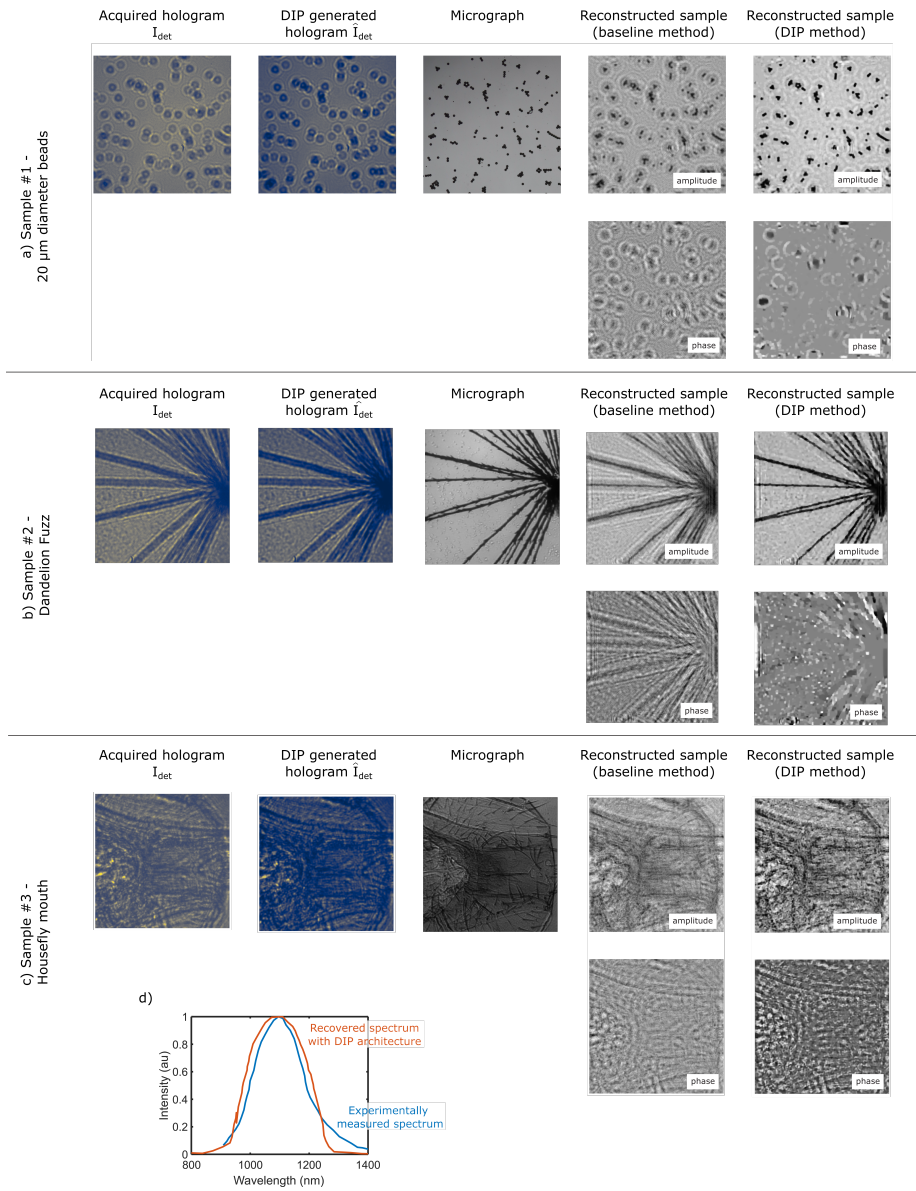 Acquired hologram
I_det
DIP generated
hologram Î_det
Micrograph
Reconstructed sample
(baseline method)
Reconstructed sample
(DIP method)
a) Sample #1 -
20 µm diameter beads
amplitude
amplitude
phase
phase
Acquired hologram
I_det
DIP generated
hologram Î_det
Micrograph
Reconstructed sample
(baseline method)
Reconstructed sample
(DIP method)
b) Sample #2 -
Dandelion Fuzz
amplitude
amplitude
phase
phase
Acquired hologram
I_det
DIP generated
hologram Î_det
Micrograph
Reconstructed sample
(baseline method)
Reconstructed sample
(DIP method)
c) Sample #3 -
Housefly mouth
amplitude
amplitude
phase
phase
d)
Intensity (au)
1
0.8
0.6
0.4
0.2
0
Recovered spectrum
with DIP architecture
Experimentally
measured spectrum
800 1000 1200 1400
Wavelength (nm)